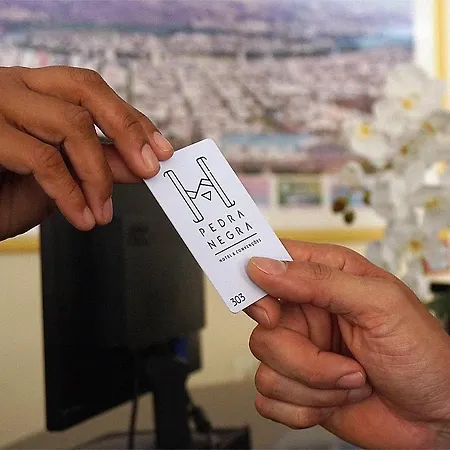 PEDRA
NEGRA
HOTEL & CONVENÇÕES
303